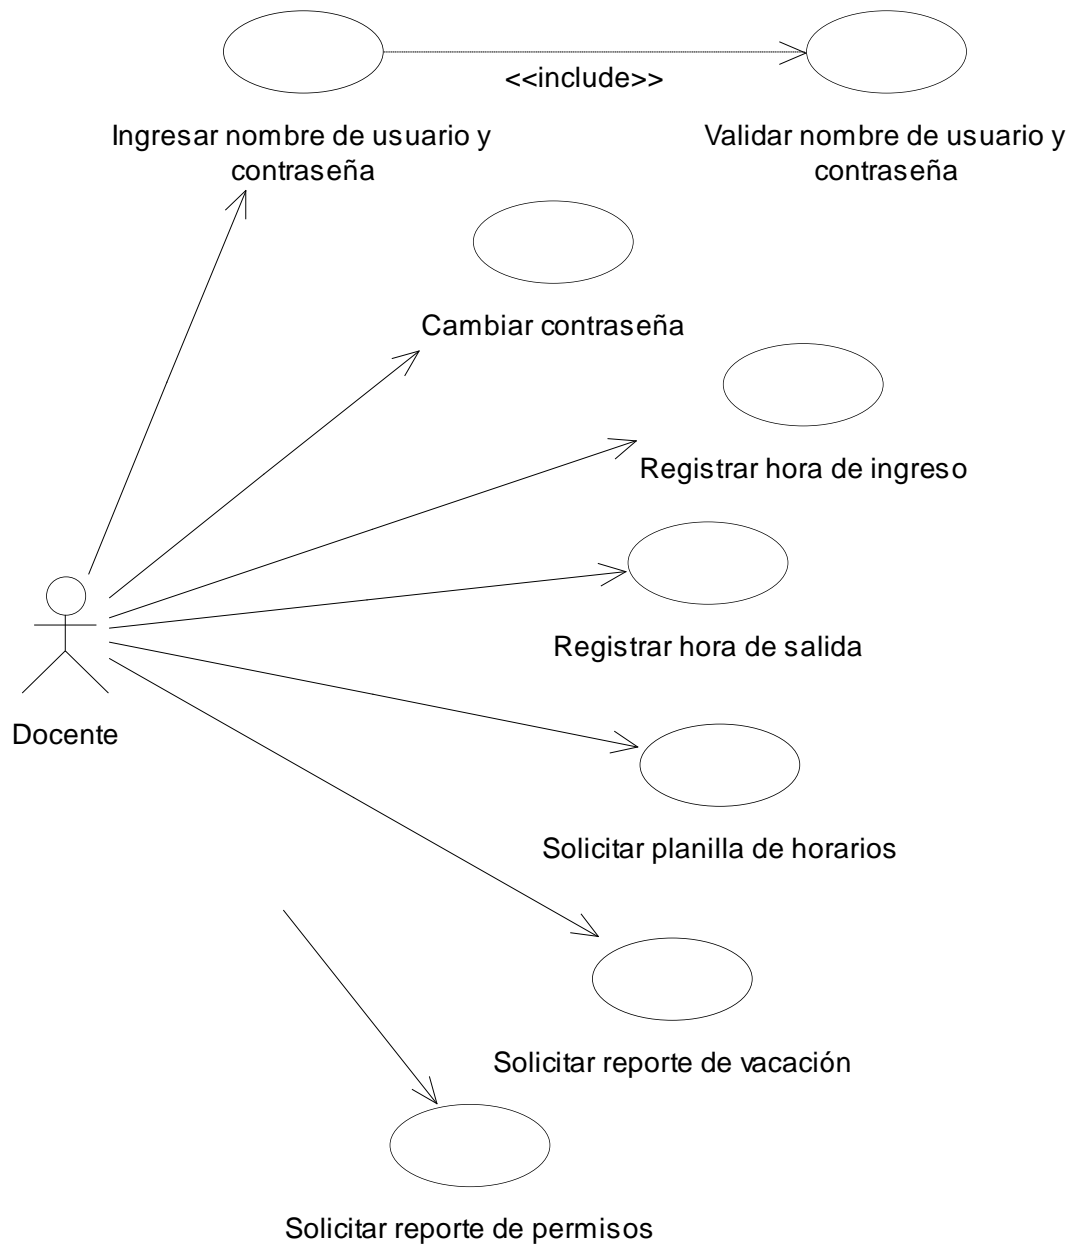 <<include>>
Ingresar nombre de usuario y
contraseña
Validar nombre de usuario y
contraseña
Cambiar contraseña
Registrar hora de ingreso
Registrar hora de salida
Docente
Solicitar planilla de horarios
Solicitar reporte de vacación
Solicitar reporte de permisos